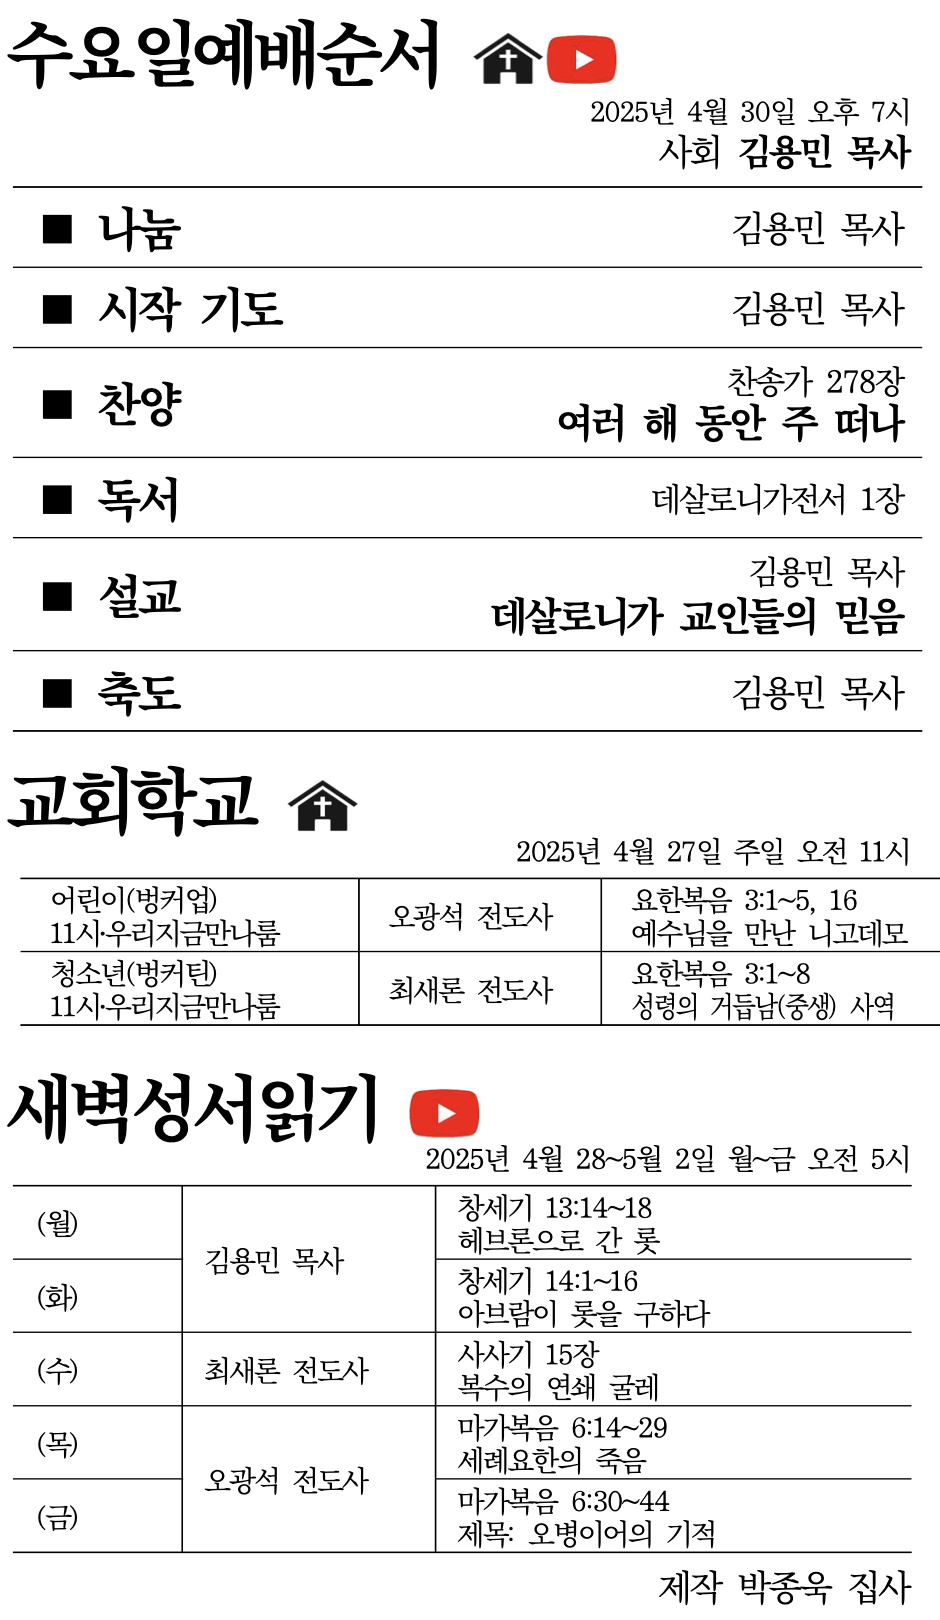 수요일예배순서
2025년 4월 30일 오후 7시
사회 김용민 목사
■ 나눔 김용민 목사
■ 시작 기도 김용민 목사
■ 찬양 찬송가 278장
여러 해 동안 주 떠나
■ 독서 데살로니가전서 1장
■ 설교 김용민 목사
데살로니가 교인들의 믿음
■ 축도 김용민 목사
교회학교
2025년 4월 27일 주일 오전 11시
어린이(벙커업)
11시·우리지금만나룸
오광석 전도사
요한복음 3:1~5, 16
예수님을 만난 니고데모
청소년(벙커틴)
11시·우리지금만나룸
최새론 전도사
요한복음 3:1~8
성령의 거듭남(중생) 사역
새벽성서읽기
2025년 4월 28~5월 2일 월~금 오전 5시
(월)
김용민 목사
창세기 13:14~18
헤브론으로 간 롯
(화)
창세기 14:1~16
아브람이 롯을 구하다
(수)
최새론 전도사
사사기 15장
복수의 연쇄 굴레
(목)
오광석 전도사
마가복음 6:14~29
세례요한의 죽음
(금)
마가복음 6:30~44
제목: 오병이어의 기적
제작 박종욱 집사